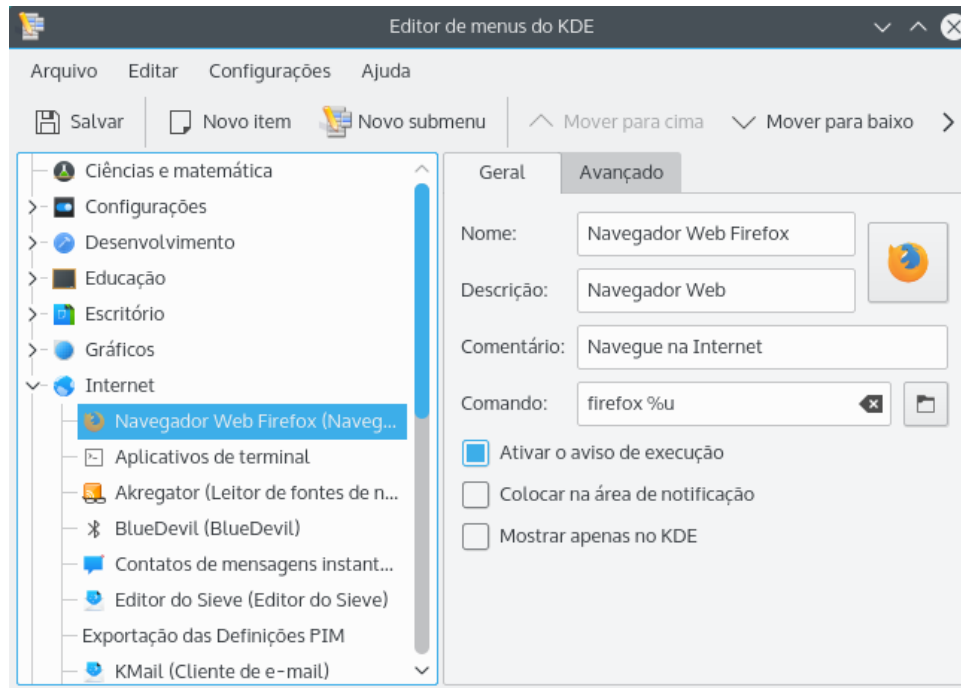 Editor de menus do KDE
Arquivo Editar Configurações Ajuda
Salvar Novo item Novo submenu Mover para cima Mover para baixo
Ciências e matemática
Configurações
Desenvolvimento
Educação
Escritório
Gráficos
Internet
Navegador Web Firefox (Naveg...
Aplicativos de terminal
Akregator (Leitor de fontes de n...
BlueDevil (BlueDevil)
Contatos de mensagens instant...
Editor do Sieve (Editor do Sieve)
Exportação das Definições PIM
KMail (Cliente de e-mail)
Geral Avançado
Nome: Navegador Web Firefox
Descrição: Navegador Web
Comentário: Navegue na Internet
Comando: firefox %u
Ativar o aviso de execução
Colocar na área de notificação
Mostrar apenas no KDE